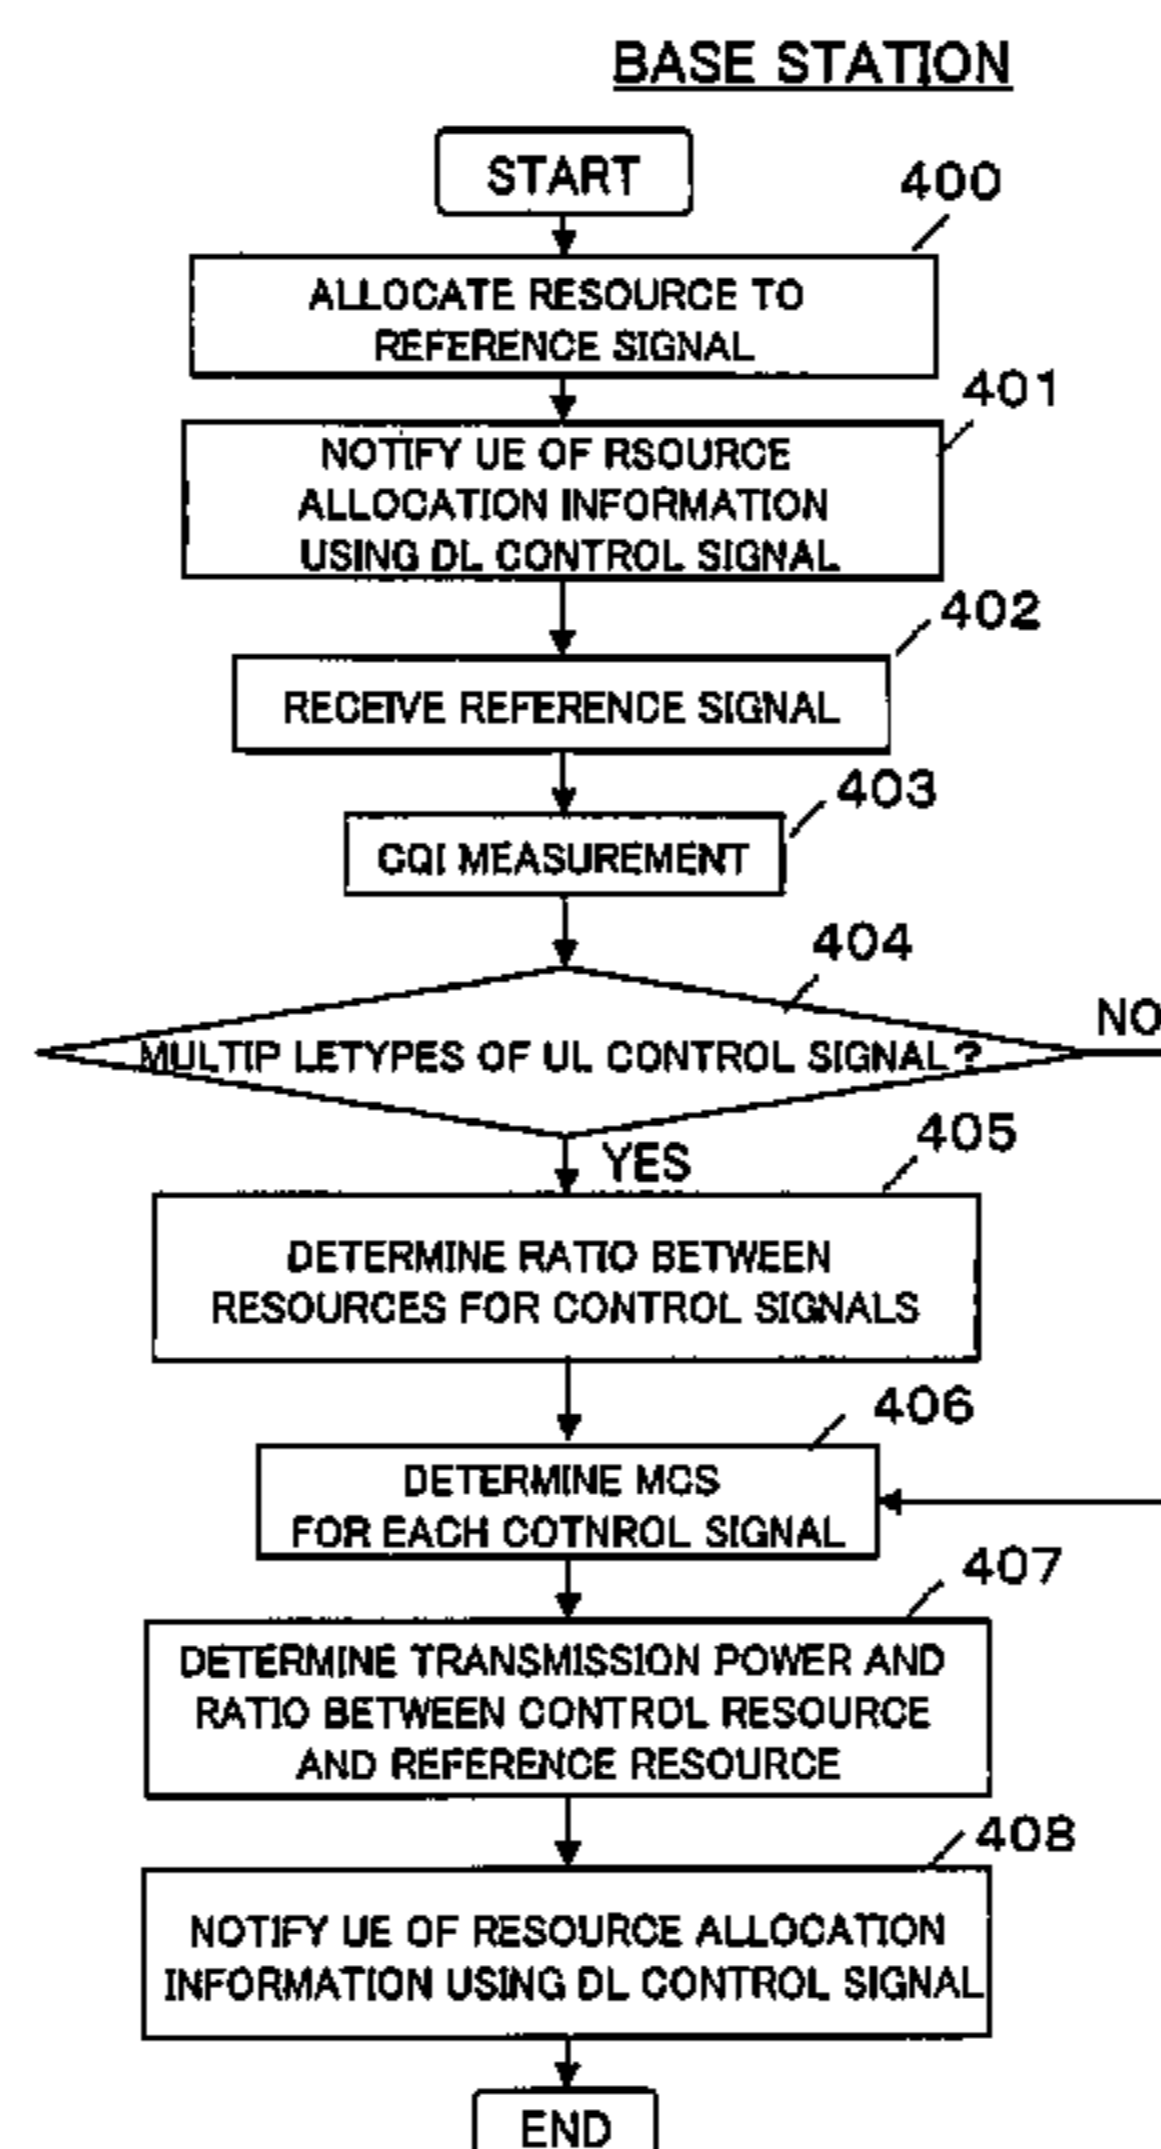 BASE STATION
START
400
ALLOCATE RESOURCE TO
REFERENCE SIGNAL
401
NOTIFY UE OF RSOURCE
ALLOCATION INFORMATION
USING DL CONTROL SIGNAL
402
RECEIVE REFERENCE SIGNAL
403
CQI MEASUREMENT
404
NO
MULTIP LETYPES OF UL CONTROL SIGNAL?
YES
405
DETERMINE RATIO BETWEEN
RESOURCES FOR CONTROL SIGNALS
406
DETERMINE MCS
FOR EACH COTNROL SIGNAL
407
DETERMINE TRANSMISSION POWER AND
RATIO BETWEEN CONTROL RESOURCE
AND REFERENCE RESOURCE
408
NOTIFY UE OF RESOURCE ALLOCATION
INFORMATION USING DL CONTROL SIGNAL
END